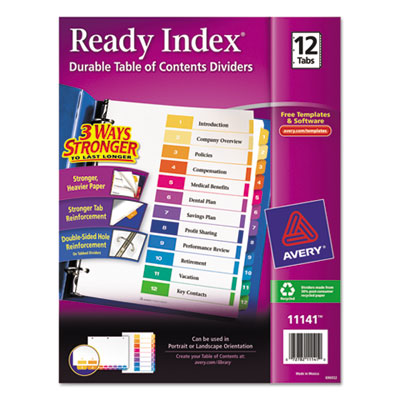 Ready Index®
Durable Table of Contents Dividers
12
Tabs
Free Templates
& Software
avery.com/templates
3 WAYS
STRONGER
TO LAST LONGER
Stronger,
Heavier Paper
Stronger Tab
Reinforcement
Double-Sided Hole
Reinforcement
1 Introduction
2 Company Overview
3 Policies
4 Compensation
5 Medical Benefits
6 Dental Plan
7 Savings Plan
8 Profit Sharing
9 Performance Review
10 Retirement
11 Vacation
12 Key Contacts
AVERY®
Recycled
11141™
Can be used in
Portrait or Landscape Orientation
Create your Table of Contents at:
avery.com/library
Made in Mexico